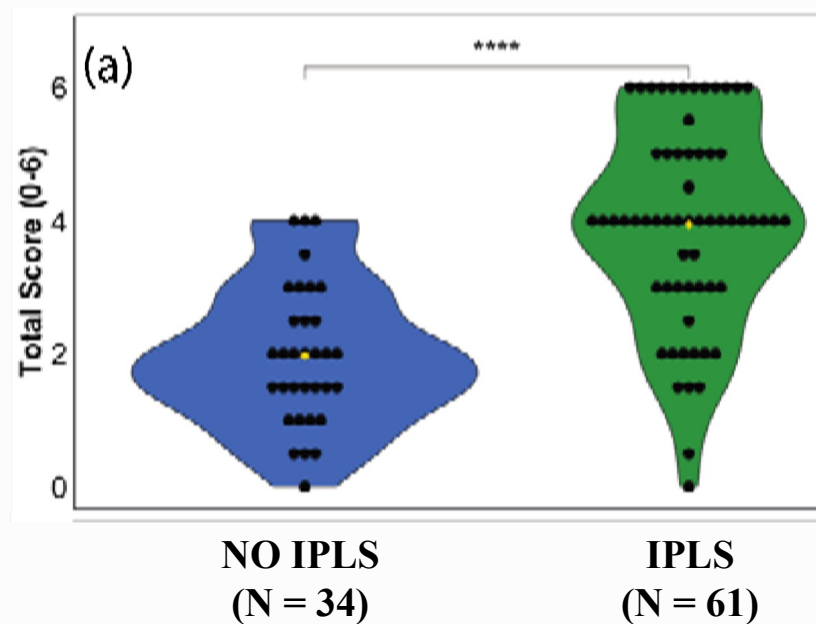 (a)
****
Total Score (0-6)
6
4
2
0
NO IPLS
(N = 34)
IPLS
(N = 61)